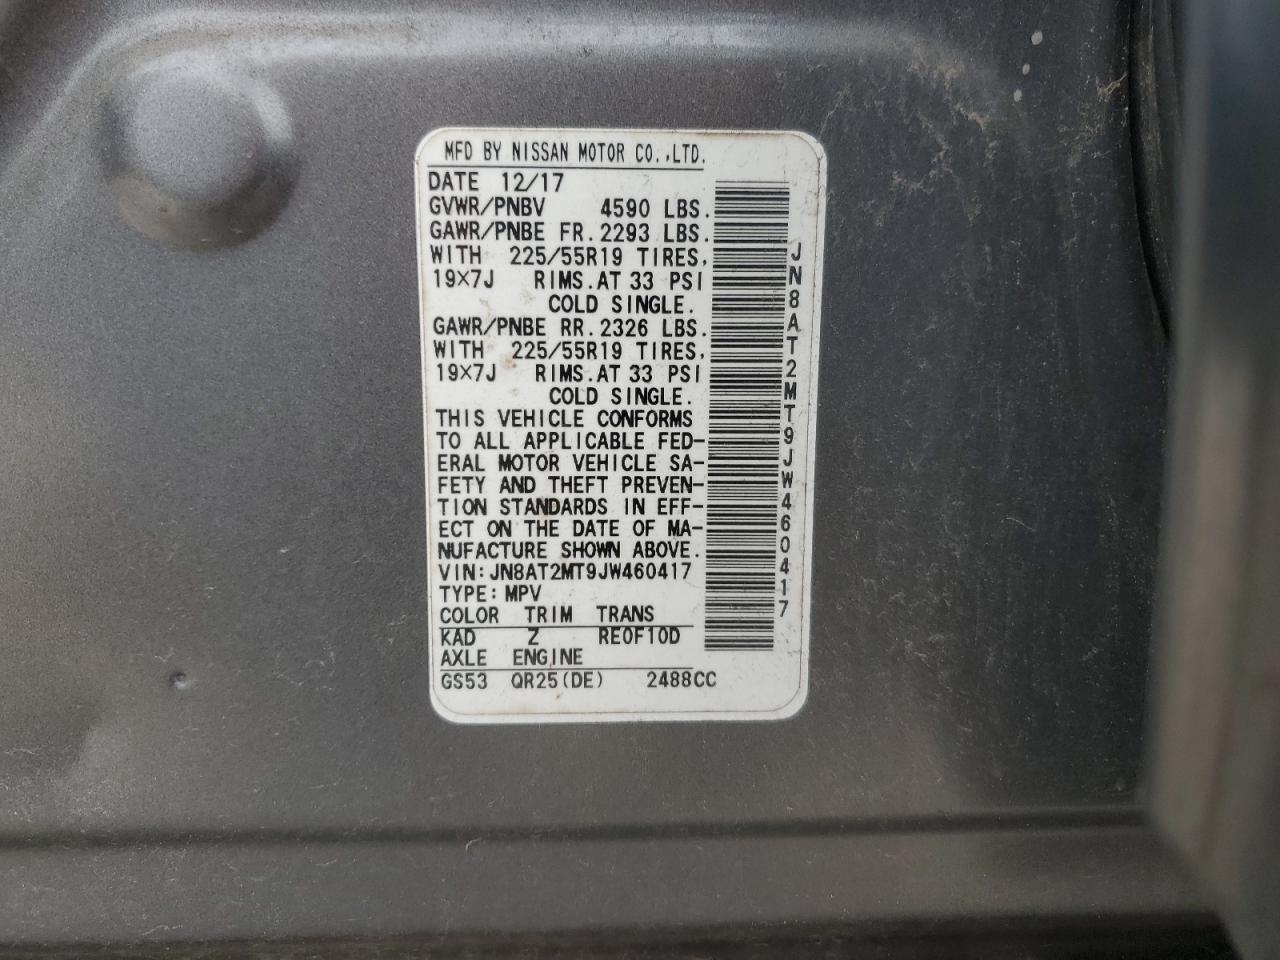 MFD BY NISSAN MOTOR CO.,LTD.
DATE 12/17
GVWR/PNBV 4590 LBS.
GAWR/PNBE FR. 2293 LBS.
WITH 225/55R19 TIRES,
19×7J RIMS.AT 33 PSI
COLD SINGLE.
GAWR/PNBE RR. 2326 LBS.
WITH 225/55R19 TIRES,
19×7J RIMS.AT 33 PSI
COLD SINGLE.
THIS VEHICLE CONFORMS
TO ALL APPLICABLE FED-
ERAL MOTOR VEHICLE SA-
FETY AND THEFT PREVEN-
TION STANDARDS IN EFF-
ECT ON THE DATE OF MA-
NUFACTURE SHOWN ABOVE.
VIN:JN8AT2MT9JW460417
TYPE:MPV
COLOR TRIM TRANS
KAD Z RE0F10D
AXLE ENGINE
GS53 QR25(DE) 2488CC
JN8AT2MT9JW460417